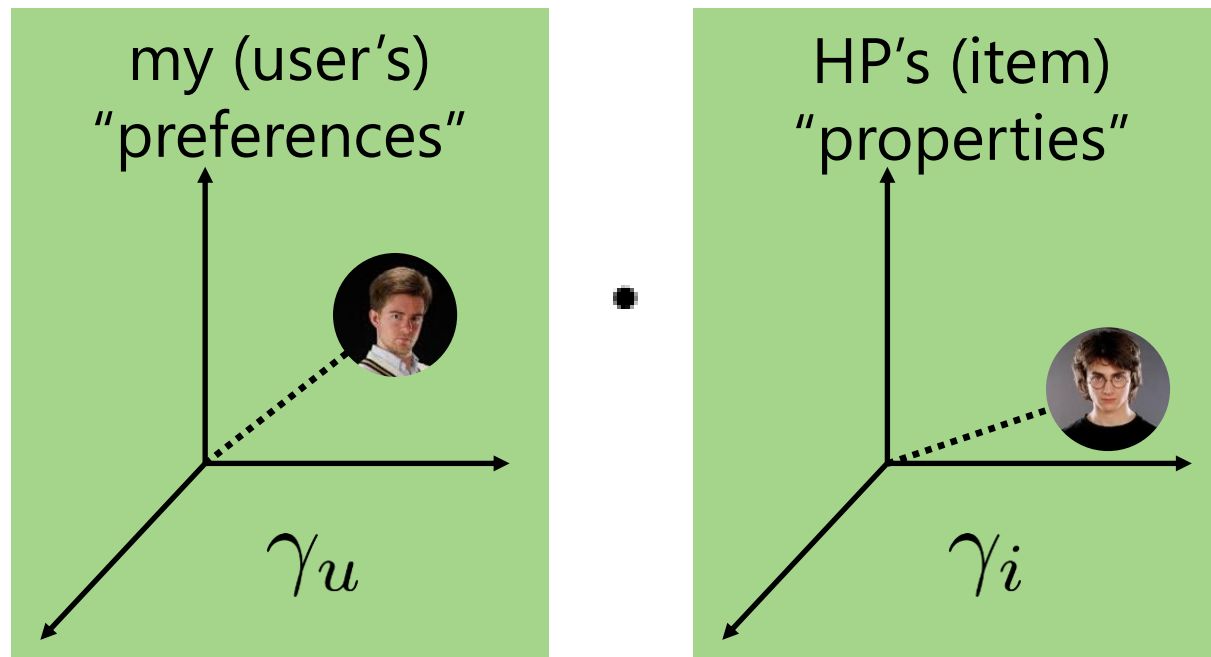 my (user’s)
“preferences”
HP’s (item)
“properties”
γu
γi